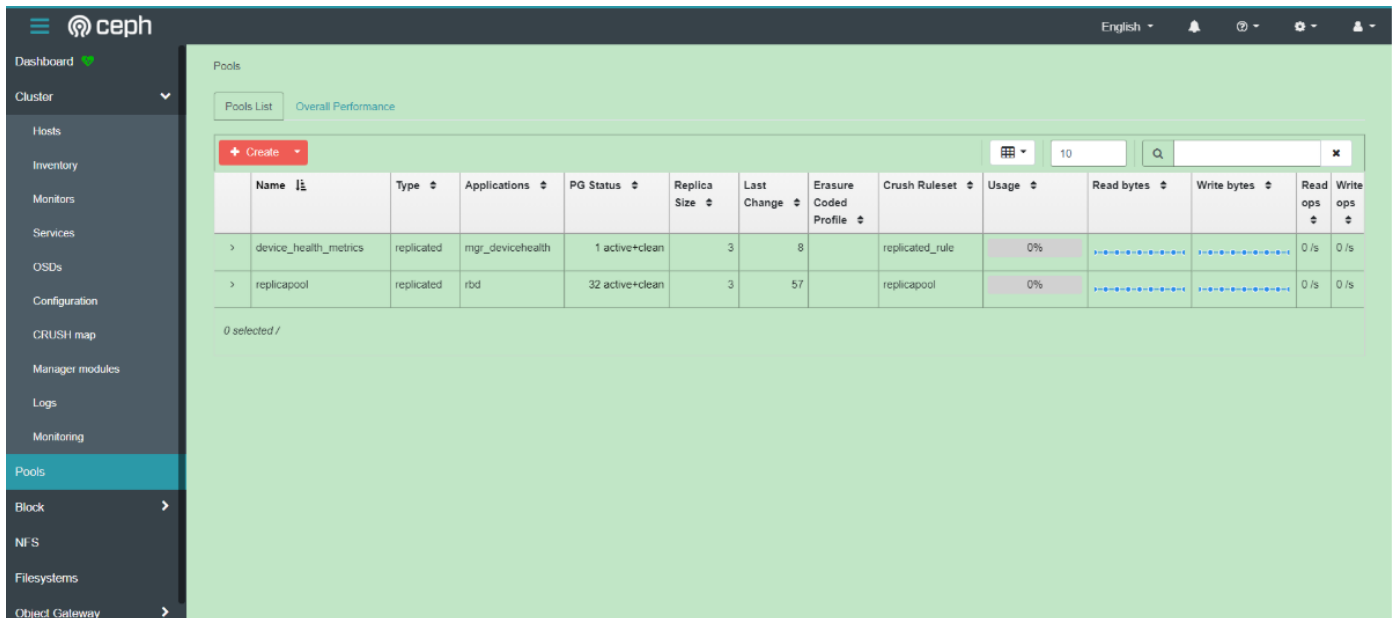 ceph
English
Dashboard
Cluster
Hosts
Inventory
Monitors
Services
OSDs
Configuration
CRUSH map
Manager modules
Logs
Monitoring
Pools
Block
NFS
Filesystems
Object Gateway
Pools
Pools List Overall Performance
+ Create 10
Name Type Applications PG Status Replica Size Last Change Erasure Coded Profile Crush Ruleset Usage Read bytes Write bytes Read ops Write ops
device_health_metrics replicated mgr_devicehealth 1 active+clean 3 8 replicated_rule 0% 0 /s 0 /s
replicapool replicated rbd 32 active+clean 3 57 replicapool 0% 0 /s 0 /s
0 selected /